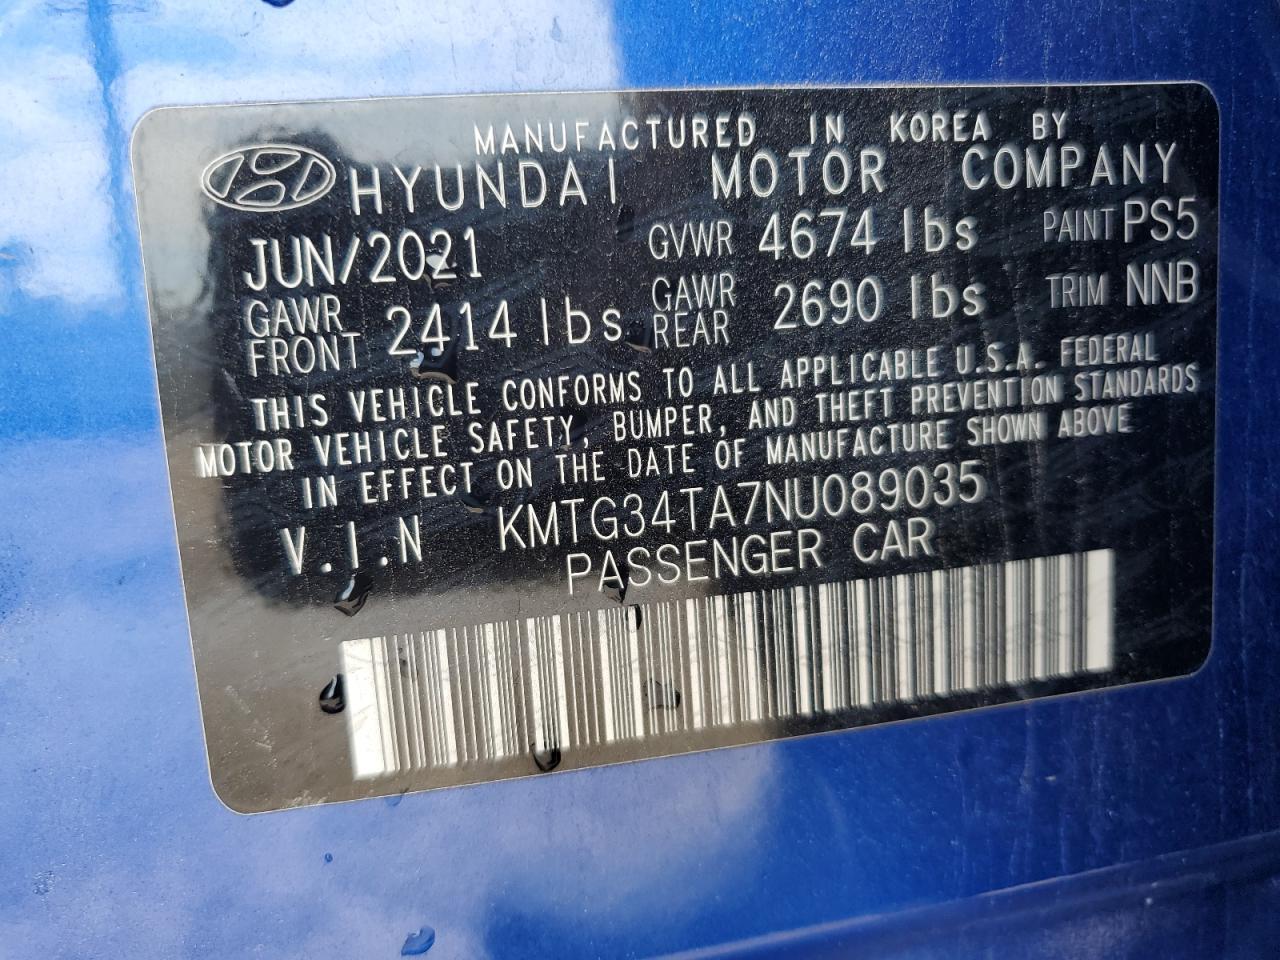 MANUFACTURED IN KOREA BY
HYUNDAI MOTOR COMPANY
JUN/2021 GVWR 4674 lbs PAINT PS5
GAWR FRONT 2414 lbs GAWR REAR 2690 lbs TRIM NNB
THIS VEHICLE CONFORMS TO ALL APPLICABLE U.S.A. FEDERAL
MOTOR VEHICLE SAFETY, BUMPER, AND THEFT PREVENTION STANDARDS
IN EFFECT ON THE DATE OF MANUFACTURE SHOWN ABOVE
V.I.N KMTG34TA7NU089035
PASSENGER CAR